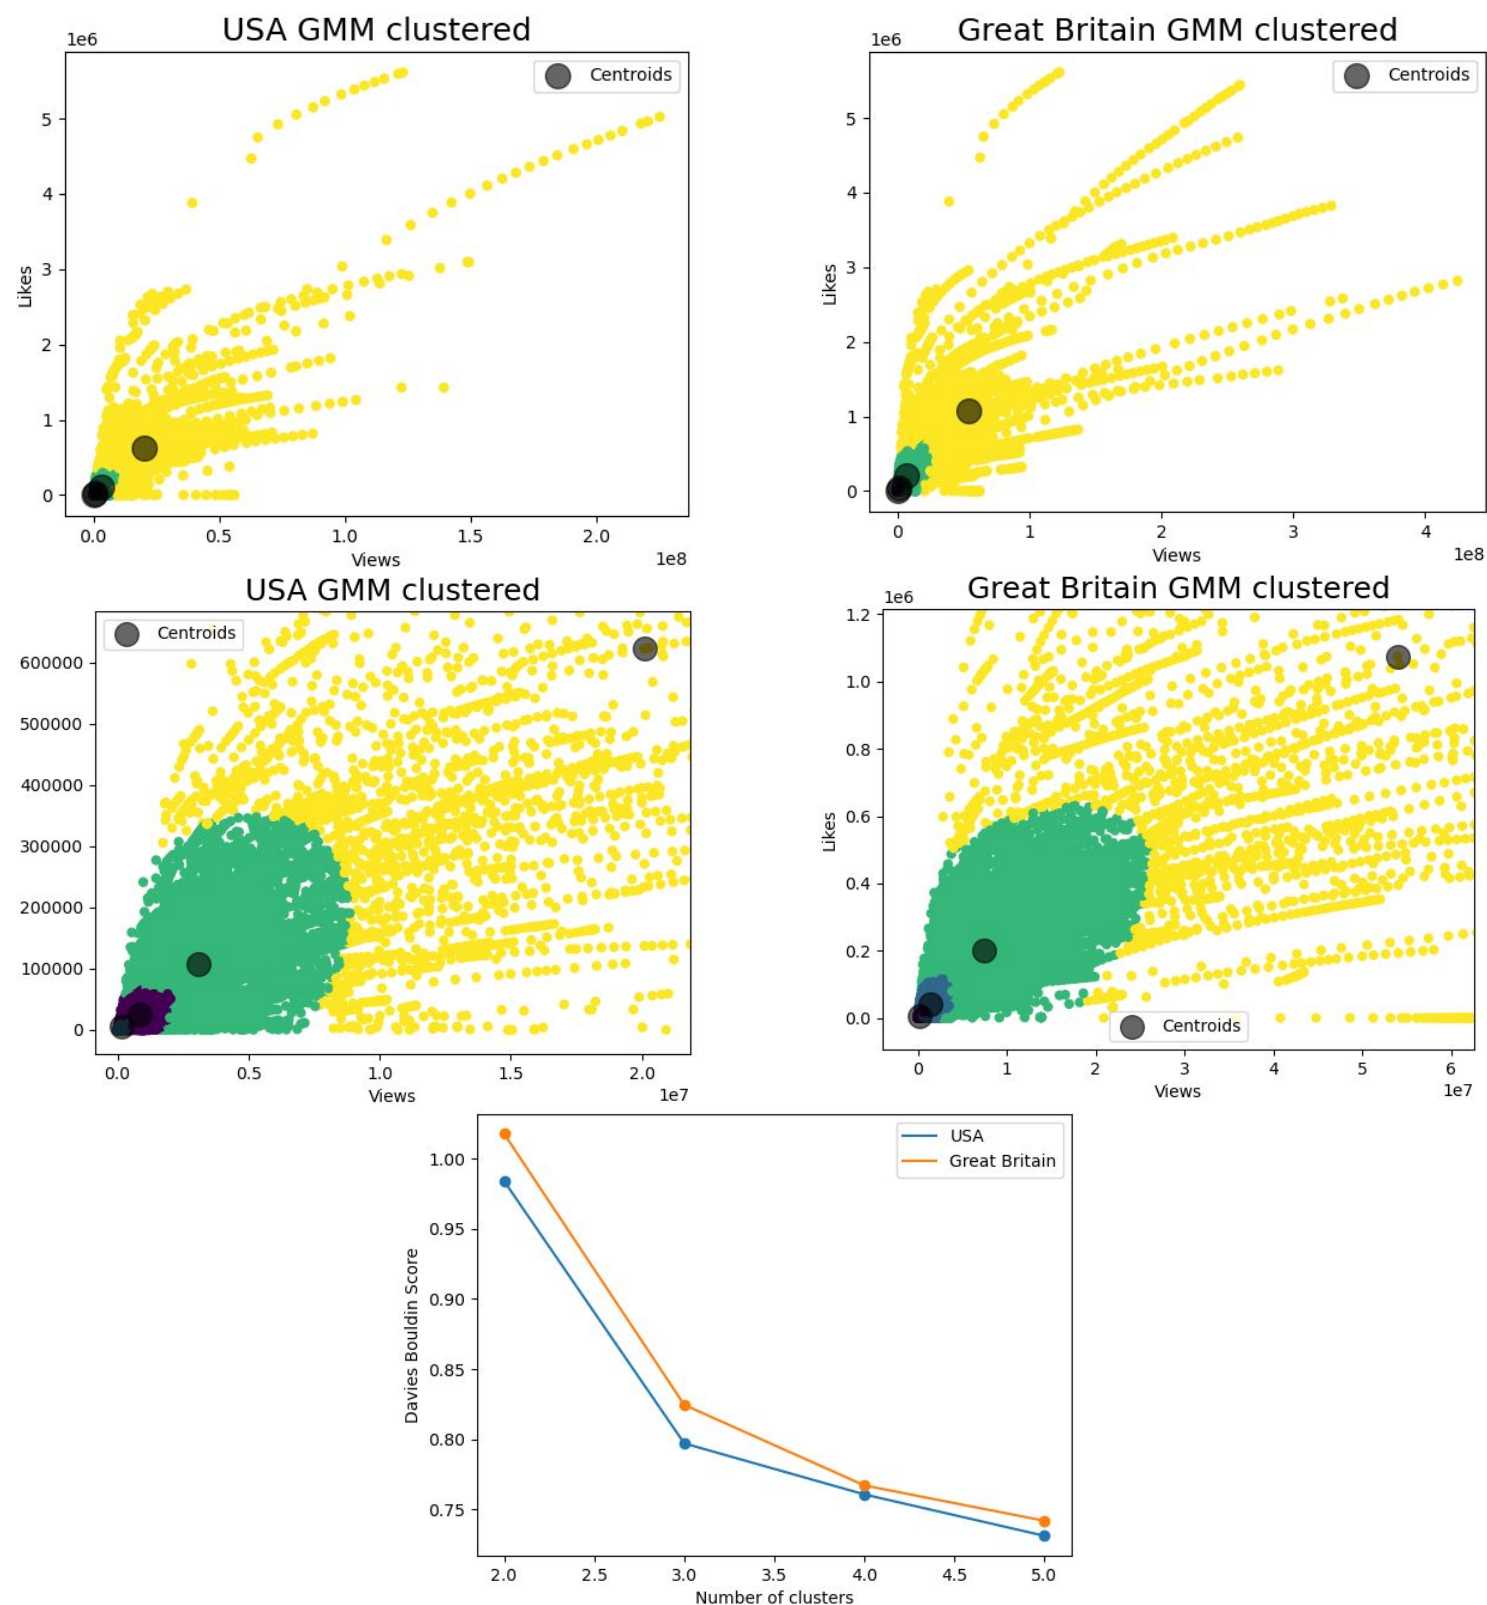 USA GMM clustered
1e6
Centroids
5
4
3
2
1
0
Likes
0.0 0.5 1.0 1.5 2.0
Views
1e8
Great Britain GMM clustered
1e6
Centroids
5
4
3
2
1
0
Likes
0 1 2 3 4
Views
1e8
USA GMM clustered
Centroids
600000
500000
400000
300000
200000
100000
0
0.0 0.5 1.0 1.5 2.0
Views
1e7
Great Britain GMM clustered
1e6
1.2
1.0
0.8
0.6
0.4
0.2
0.0
Likes
Centroids
0 1 2 3 4 5 6
Views
1e7
USA
Great Britain
1.00
0.95
0.90
0.85
0.80
0.75
Davies Bouldin Score
2.0 2.5 3.0 3.5 4.0 4.5 5.0
Number of clusters